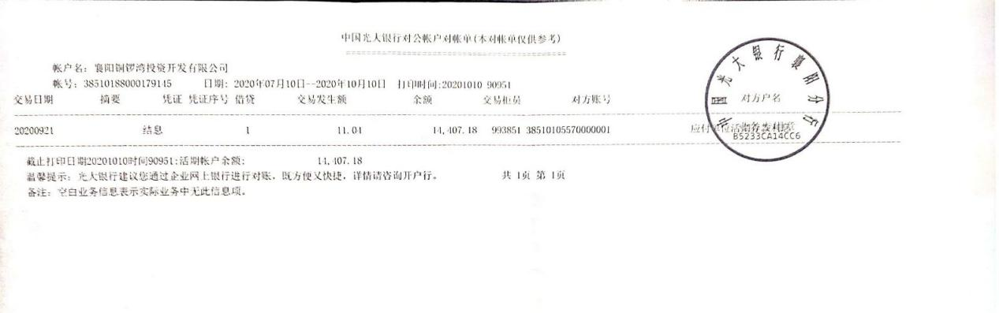 中国光大银行对公帐户对帐单(本对帐单仅供参考)
帐户名：襄阳铜锣湾投资开发有限公司
帐号：38510188000179145 日期：2020年07月10日--2020年10月10日 打印时间:20201010 90951
交易日期 摘要 凭证 凭证序号 借贷 交易发生额 余额 交易柜员 对方账号 对方户名
20200921 结息 1 11.04 14,407.18 993851 38510105570000001 应付单位活期存款利息
截止打印日期20201010时间90951:活期帐户余额: 14,407.18
温馨提示：光大银行建议您通过企业网上银行进行对账，既方便又快捷，详情请咨询开户行。 共 1页 第 1页
备注：空白业务信息表示实际业务中无此信息项。
中国光大银行襄阳分行
B5233CA14CC6